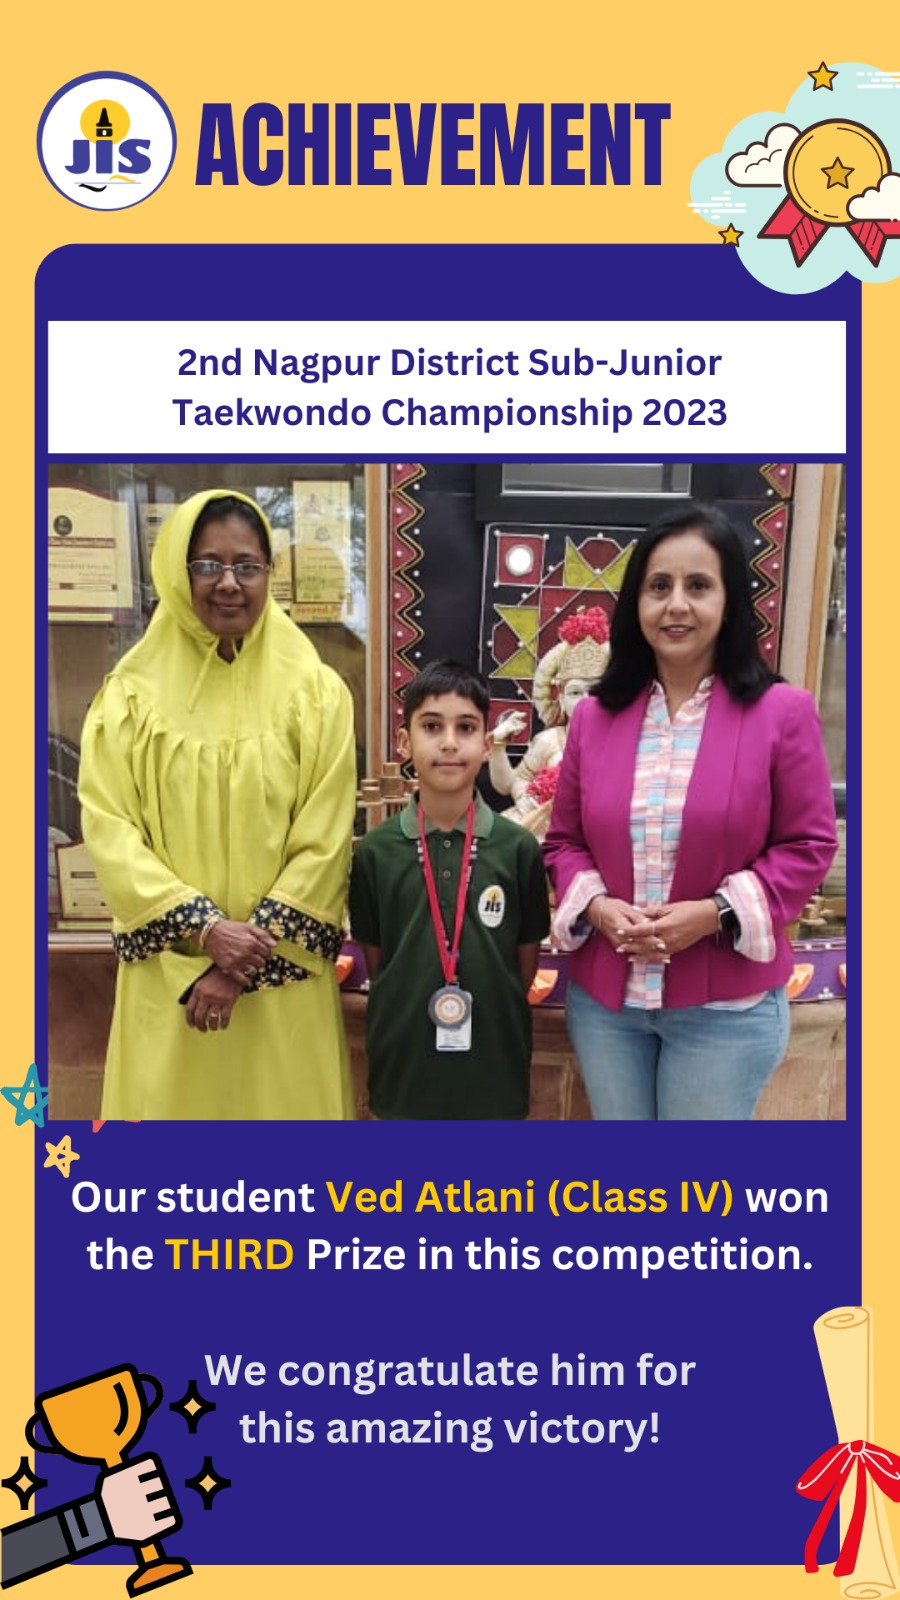 JIS
ACHIEVEMENT
2nd Nagpur District Sub-Junior
Taekwondo Championship 2023
JIS
Our student Ved Atlani (Class IV) won
the THIRD Prize in this competition.
We congratulate him for
this amazing victory!